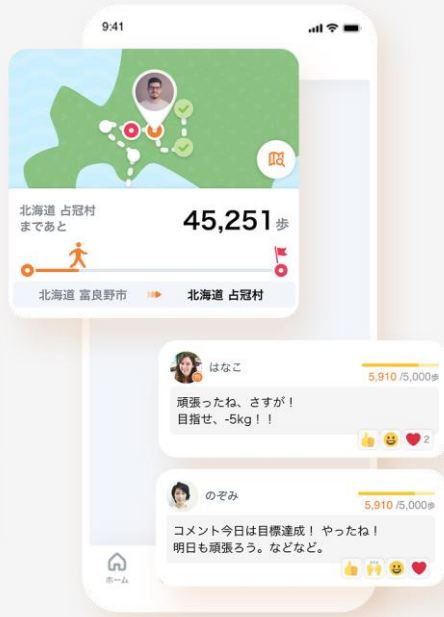 9:41
北海道 占冠村
まであと
45,251歩
北海道 富良野市
北海道 占冠村
はなこ
5,910 /5,000歩
頑張ったね、さすが！
目指せ、-5kg！！
2
のぞみ
5,910 /5,000歩
コメント今日は目標達成！ やったね！
明日も頑張ろう。などなど。
ホーム